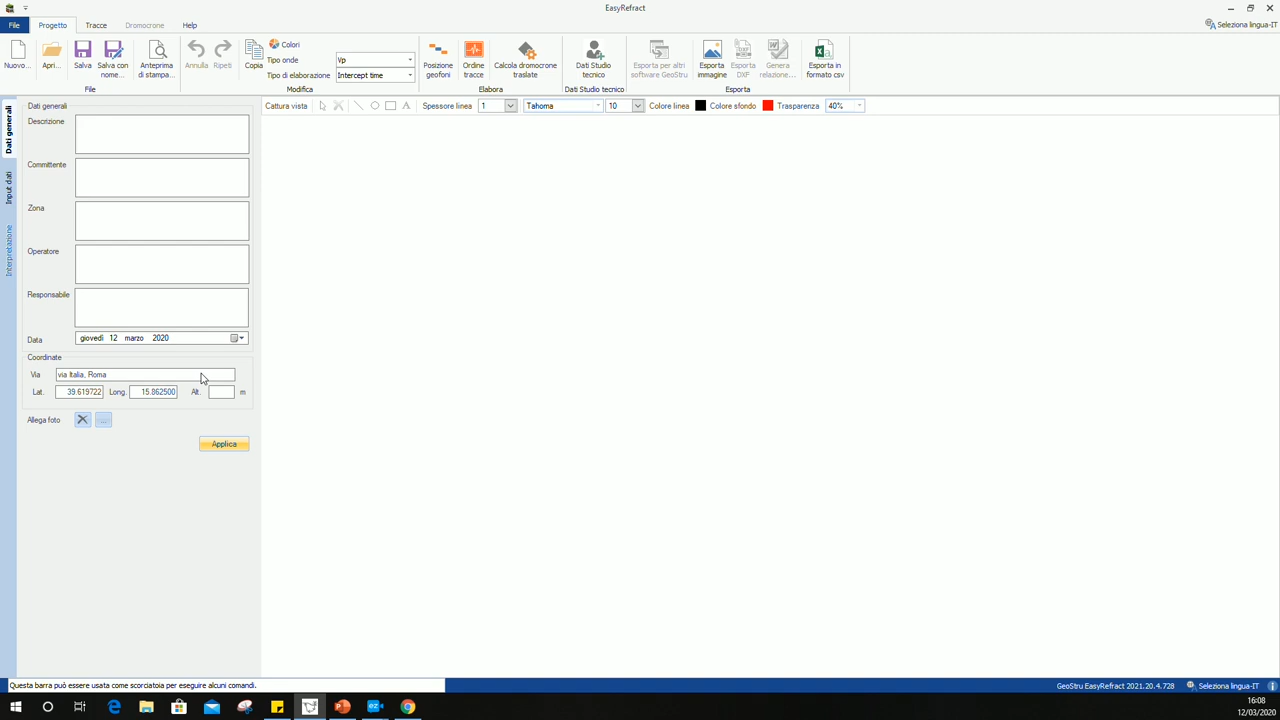 EasyRefract
File Progetto Tracce Dromocrone Help Seleziona lingua-IT
Nuovo... Apri... Salva Salva con nome... Anteprima di stampa... Annulla Ripeti Copia
Colori
Tipo onde Vp
Tipo di elaborazione Intercept time
Posizione geofoni Ordine tracce Calcola dromocrone traslate Dati Studio tecnico Esporta per altri software GeoStru Esporta immagine Esporta DXF Genera relazione... Esporta in formato csv
File Modifica Elabora Dati Studio tecnico Esporta
Cattura vista A Spessore linea 1 Tahoma 10 Colore linea Colore sfondo Trasparenza 40%
Dati generali
Input dati
Interpretazione
Dati generali
Descrizione
Committente
Zona
Operatore
Responsabile
Data giovedì 12 marzo 2020
Coordinate
Via via Italia, Roma
Lat. 39.619722 Long. 15.862500 Alt. m
Allega foto
Applica
Questa barra può essere usata come scorciatoia per eseguire alcuni comandi. GeoStru EasyRefract 2021.20.4.728 Seleziona lingua-IT
16:08
12/03/2020